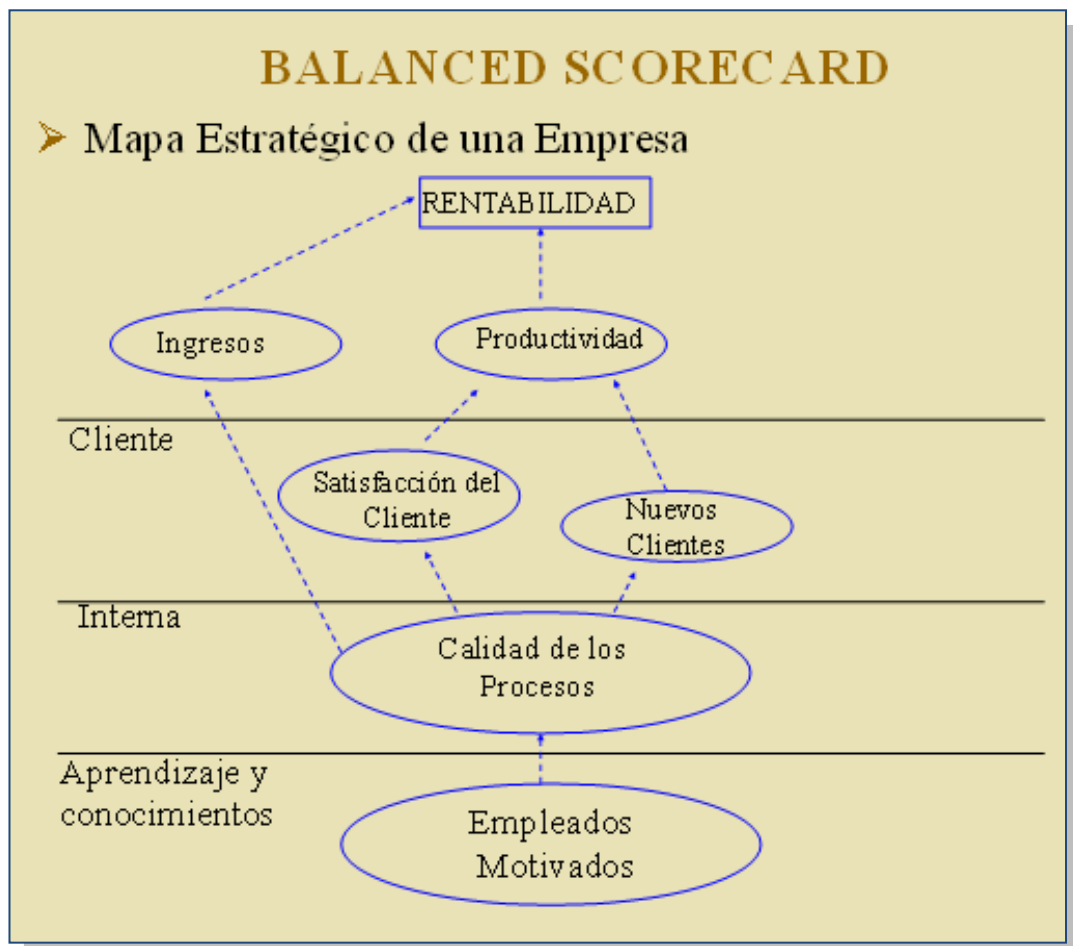 BALANCED SCORECARD
Mapa Estratégico de una Empresa
RENTABILIDAD
Ingresos
Productividad
Cliente
Satisfacción del
Cliente
Nuevos
Clientes
Interna
Calidad de los
Procesos
Aprendizaje y
conocimientos
Empleados
Motivados